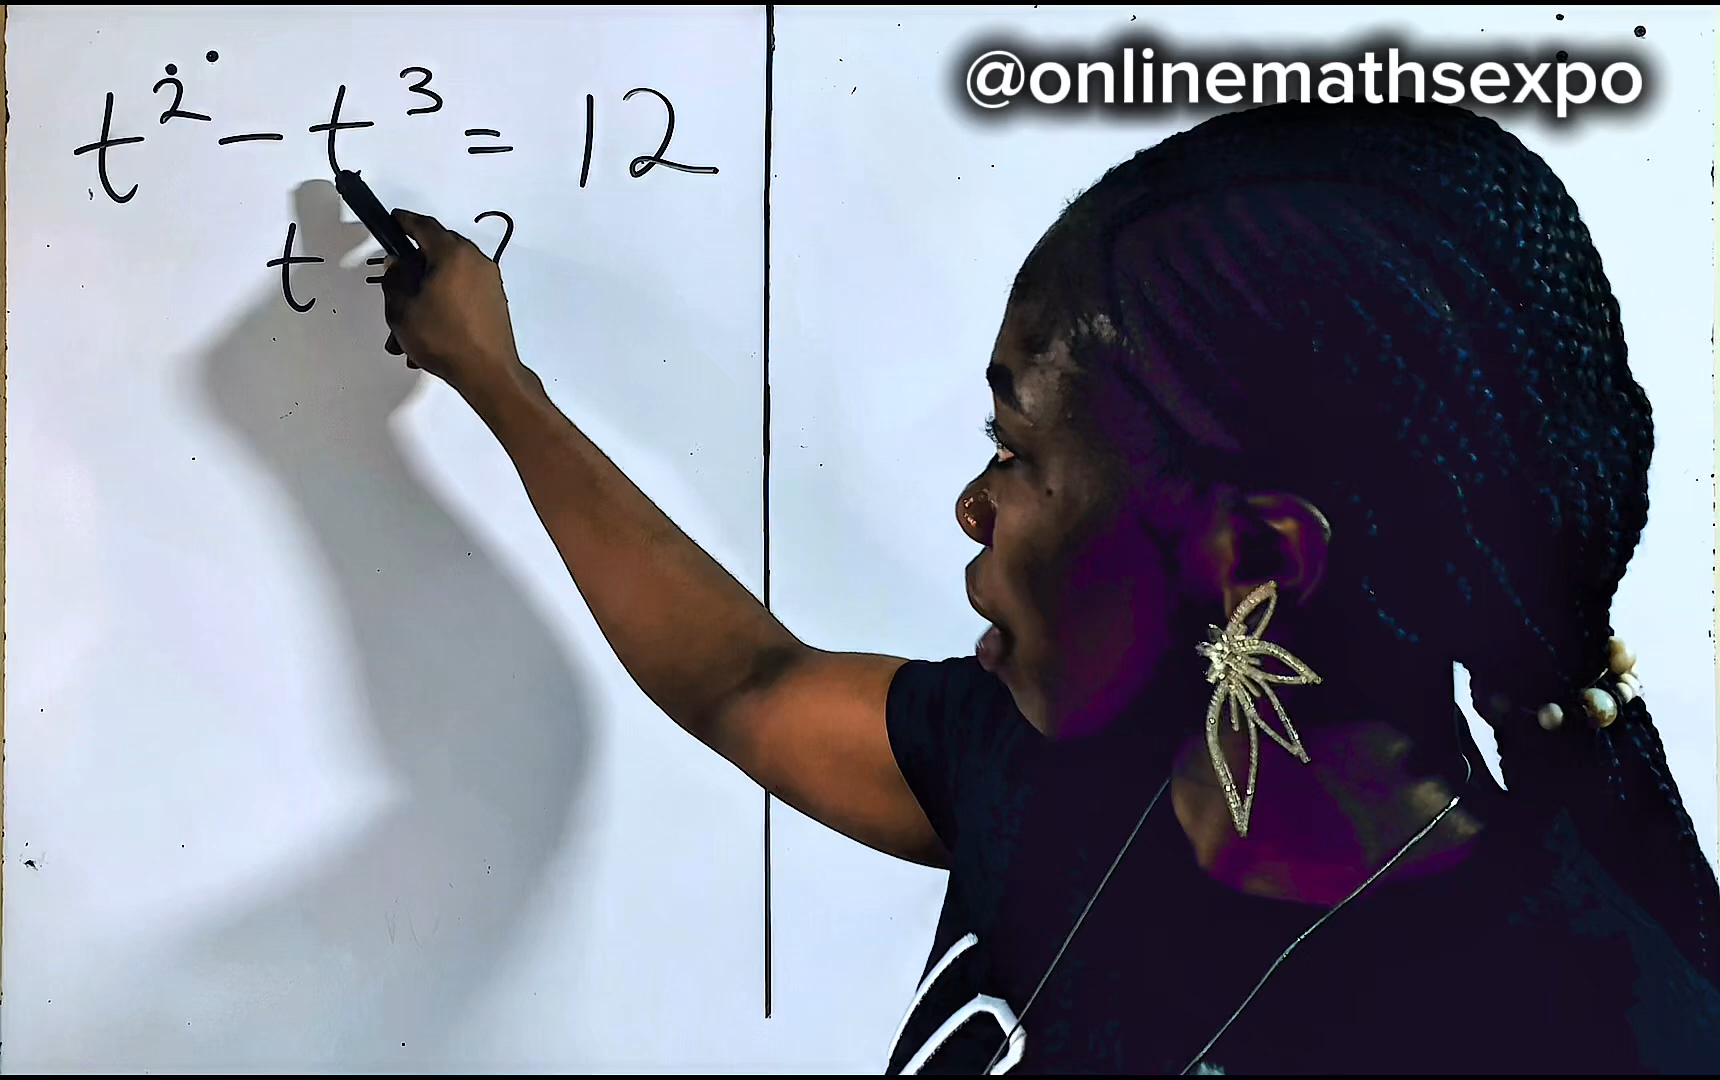 @onlinemathsexpo
t² - t³ = 12
t = ?